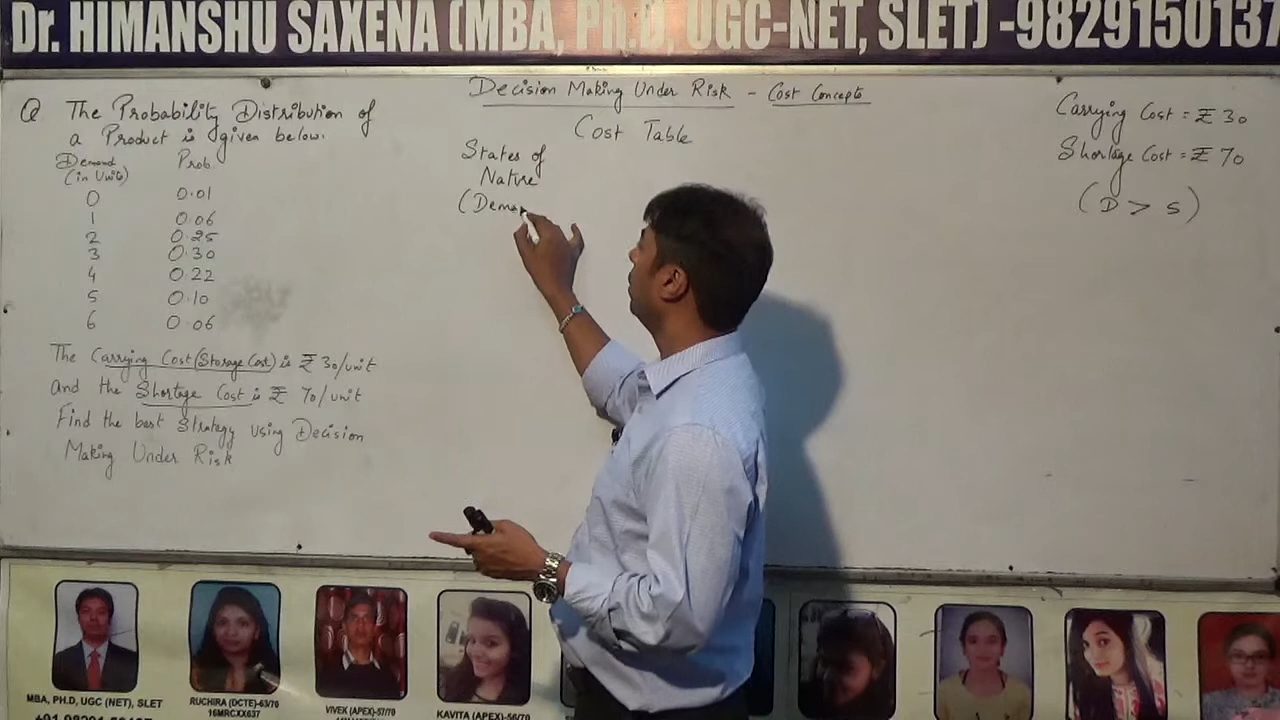 Dr. HIMANSHU SAXENA (MBA, Ph.D, UGC-NET, SLET) -9829150137
Decision Making Under Risk - Cost Concepts
Q The Probability Distribution of
a Product is given below.
Demand Prob.
(in Units)
0 0.01
1 0.06
2 0.25
3 0.30
4 0.22
5 0.10
6 0.06
The Carrying Cost (Storage Cost) is ₹ 30/unit
and the Shortage Cost is ₹ 70/unit
Find the best Strategy using Decision
Making Under Risk
Cost Table
States of
Nature
(Dema
Carrying Cost = ₹ 30
Shortage Cost = ₹ 70
(D > S)
MBA, PH.D, UGC (NET), SLET
RUCHIRA (DCTE)-63/70
16MRCXX637
VIVEK (APEX)-57/70
KAVITA (APEX)-56/70